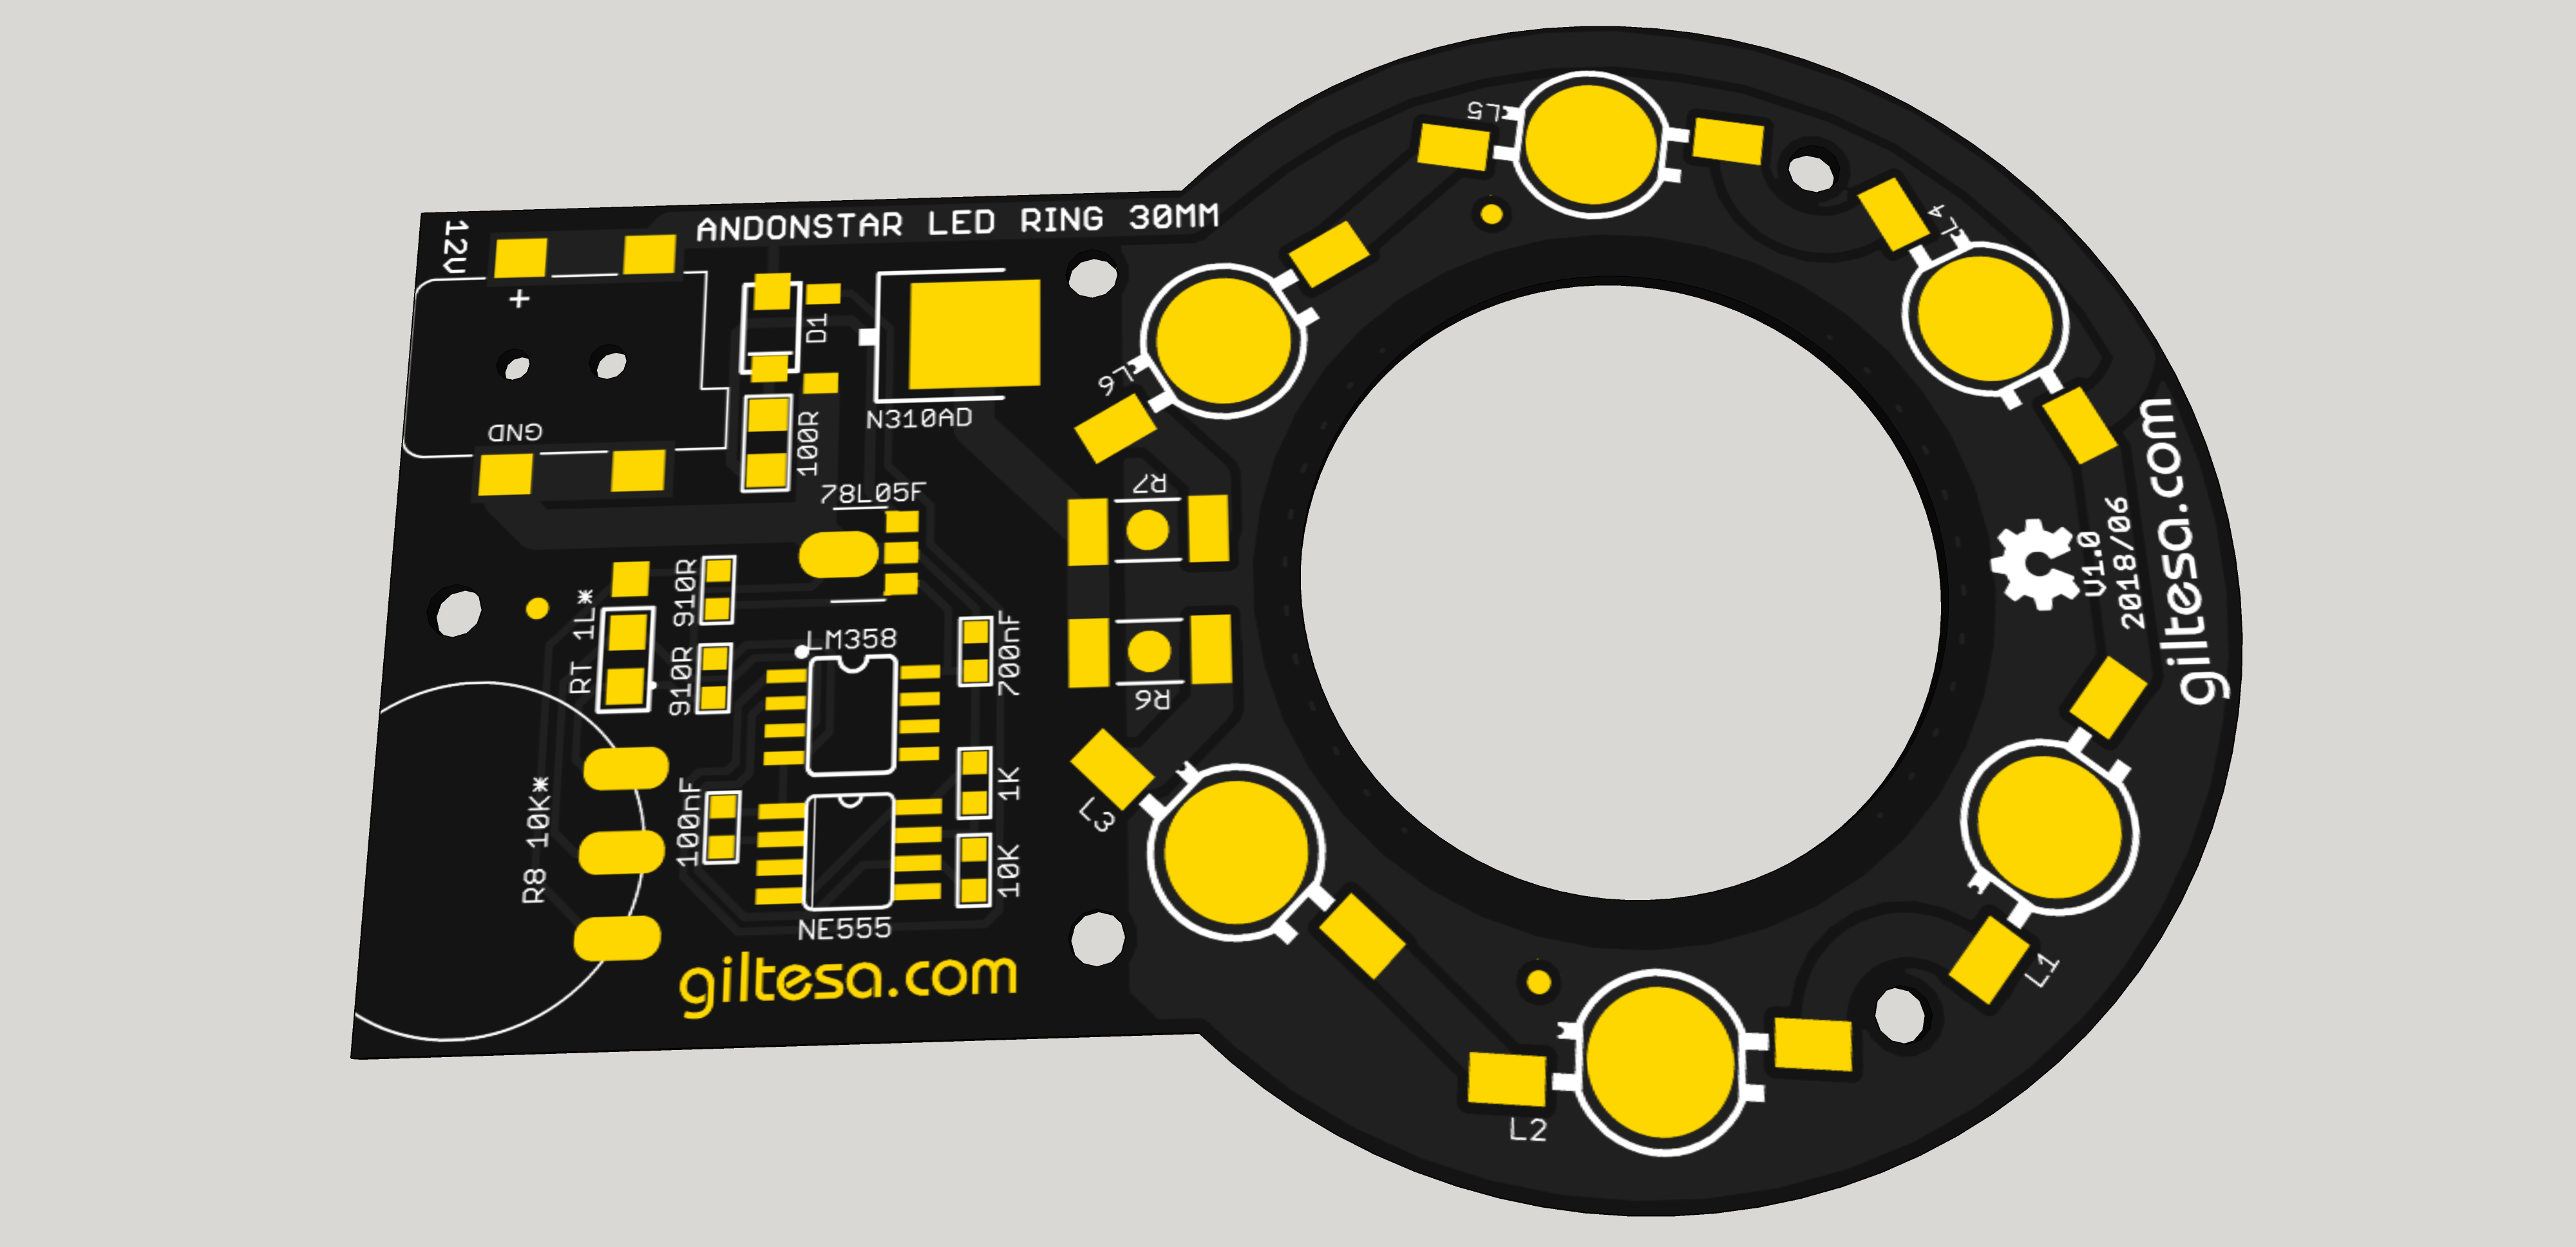 ANDONSTAR LED RING 30MM
12V
+
GND
D1
100R
N310AD
78L05F
910R
RT 1L*
910R
LM358
700nF
R8 10K*
100nF
1K
10K
NE555
giltesa.com
L5
L4
L6
R7
R6
L3
L2
L1
V1.0
2018/06
giltesa.com